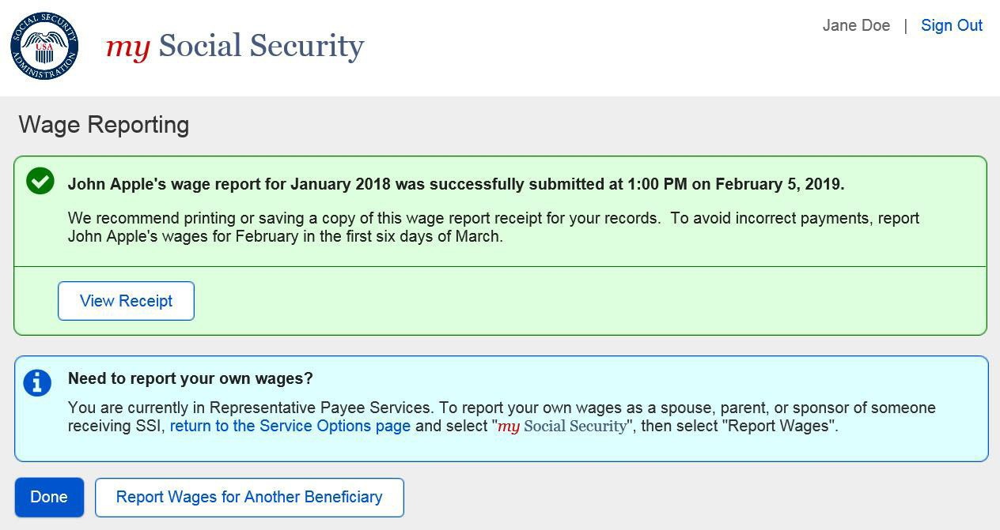 SOCIAL SECURITY ADMINISTRATION
USA
my Social Security
Jane Doe | Sign Out
Wage Reporting
John Apple's wage report for January 2018 was successfully submitted at 1:00 PM on February 5, 2019.
We recommend printing or saving a copy of this wage report receipt for your records.  To avoid incorrect payments, report
John Apple's wages for February in the first six days of March.
View Receipt
Need to report your own wages?
You are currently in Representative Payee Services. To report your own wages as a spouse, parent, or sponsor of someone
receiving SSI, return to the Service Options page and select "my Social Security", then select "Report Wages".
Done
Report Wages for Another Beneficiary